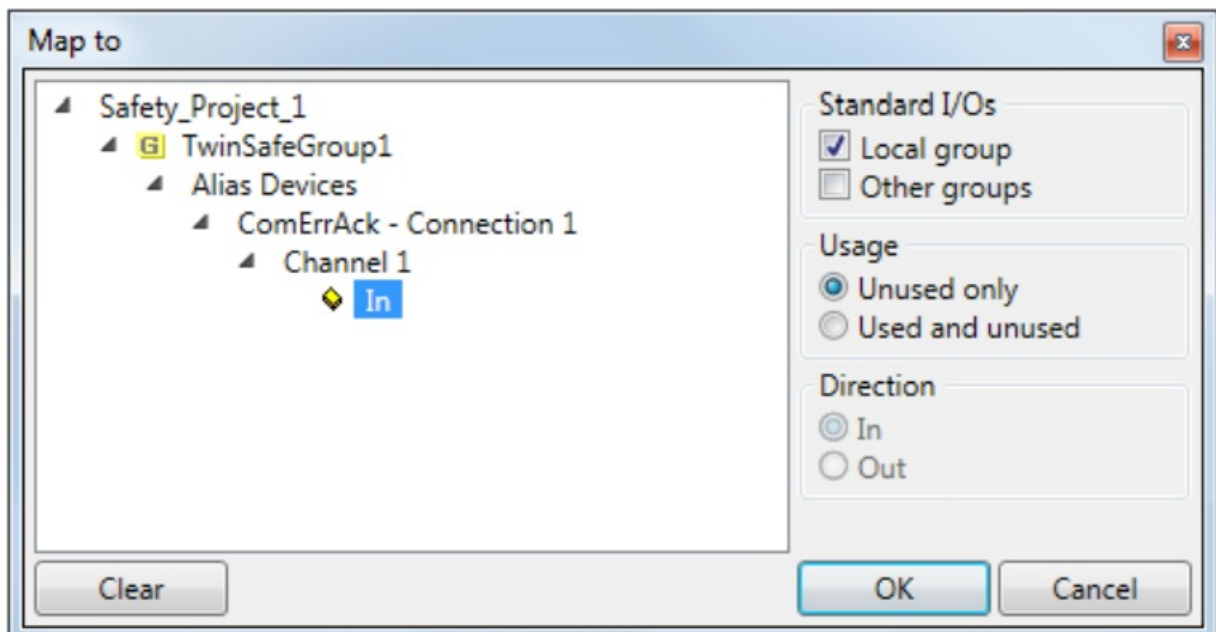 Map to
Safety_Project_1
G TwinSafeGroup1
Alias Devices
ComErrAck - Connection 1
Channel 1
In
Standard I/Os
Local group
Other groups
Usage
Unused only
Used and unused
Direction
In
Out
Clear
OK
Cancel